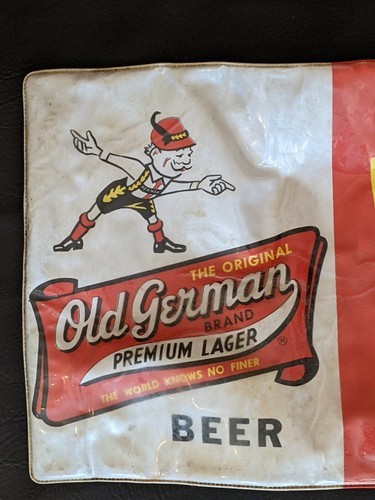 THE ORIGINAL
Old German
BRAND
PREMIUM LAGER ®
THE WORLD KNOWS NO FINER
BEER